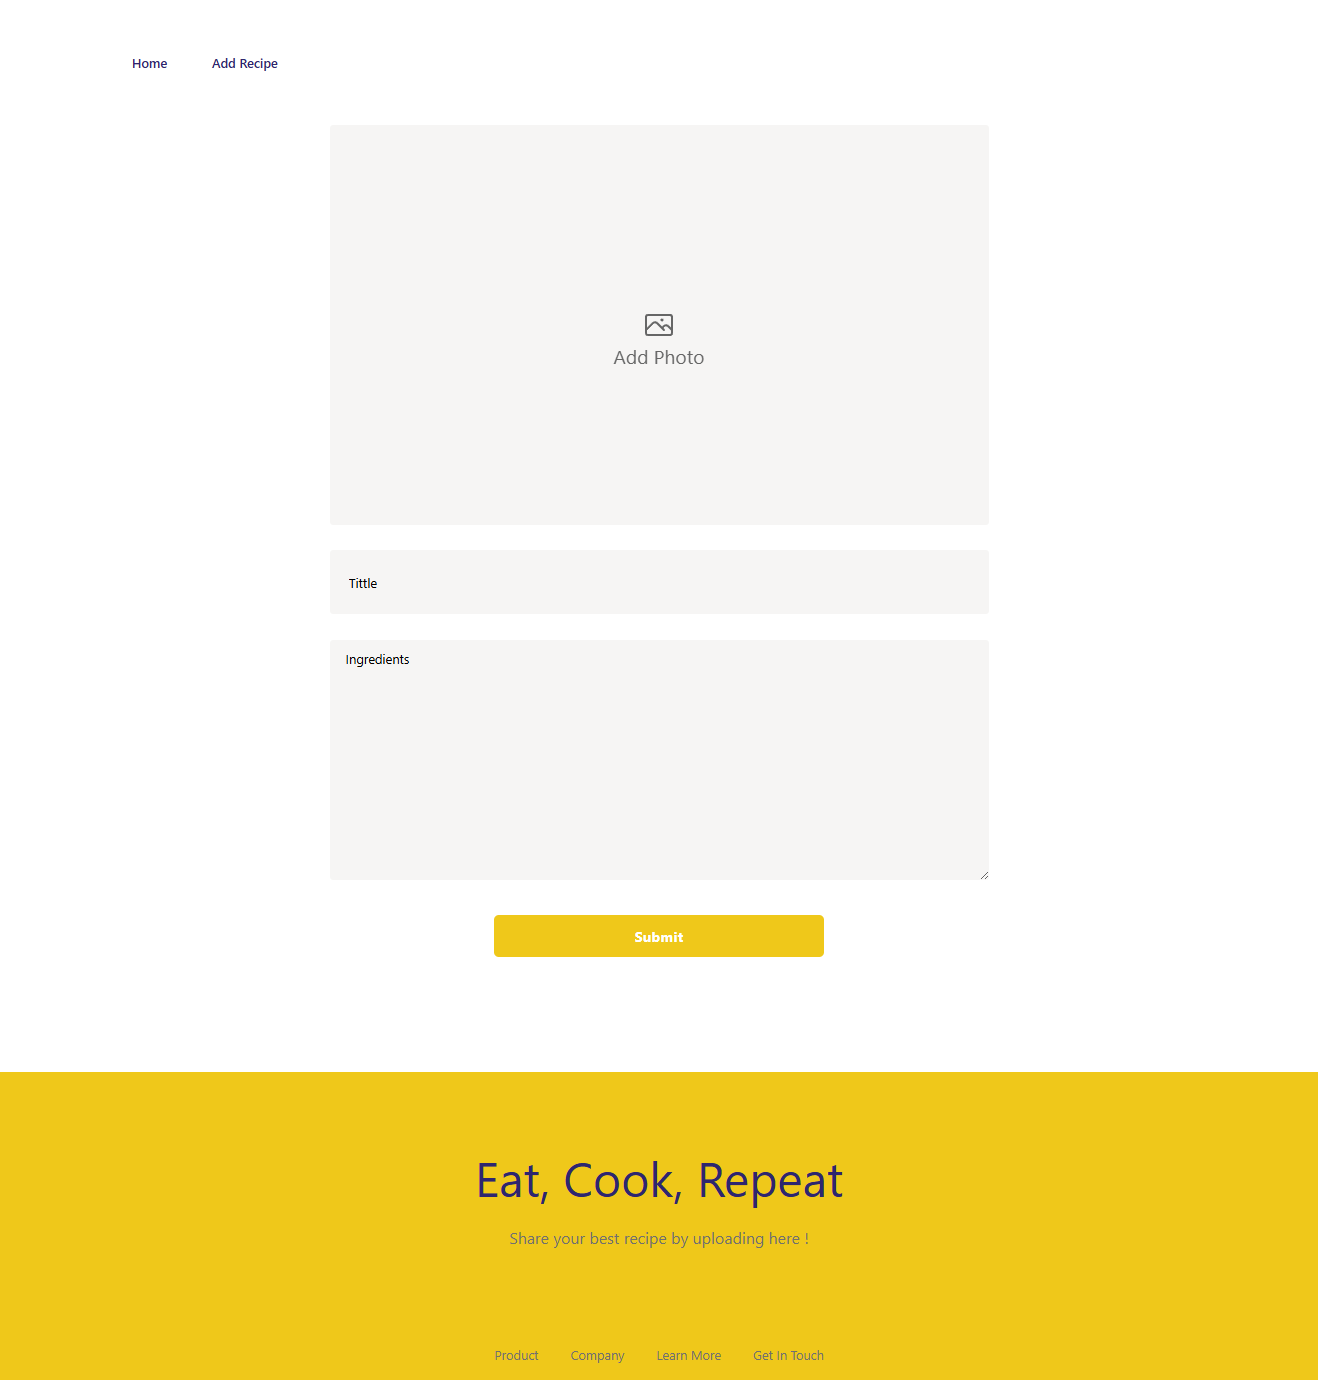 Home Add Recipe
Add Photo
Tittle
Ingredients
Submit
Eat, Cook, Repeat
Share your best recipe by uploading here !
Product Company Learn More Get In Touch